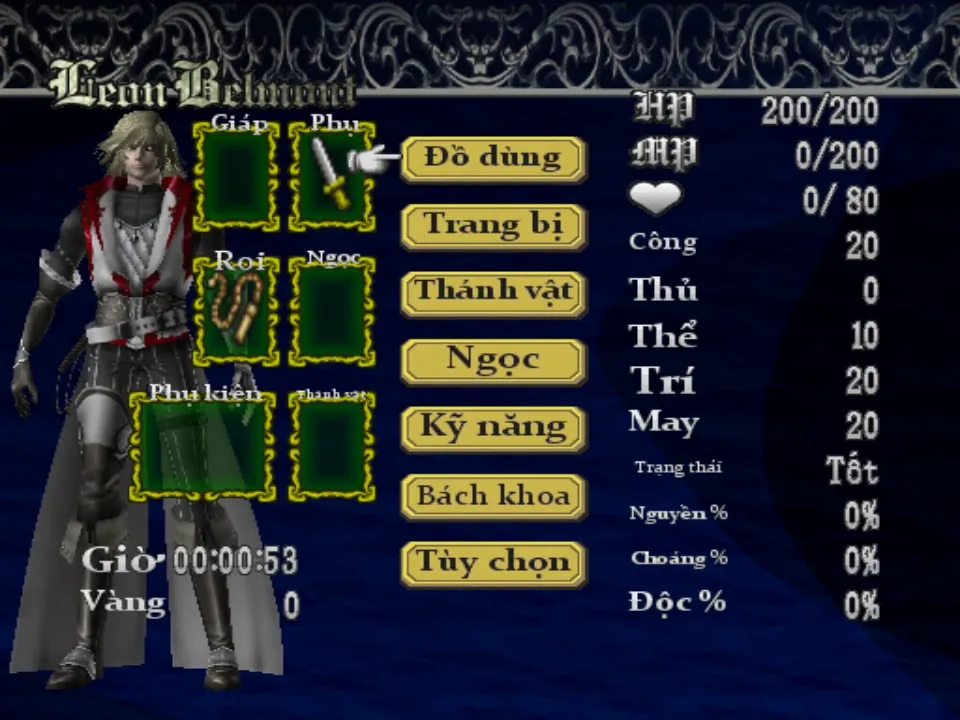 Leon Belmont
Giáp
Phụ
Roi
Ngọc
Phụ kiện
Thánh vật
Giờ 00:00:53
Vàng 0
Đồ dùng
Trang bị
Thánh vật
Ngọc
Kỹ năng
Bách khoa
Tùy chọn
HP 200/200
MP 0/200
0/ 80
Công 20
Thủ 0
Thể 10
Trí 20
May 20
Trạng thái Tốt
Nguyền % 0%
Choáng % 0%
Độc % 0%